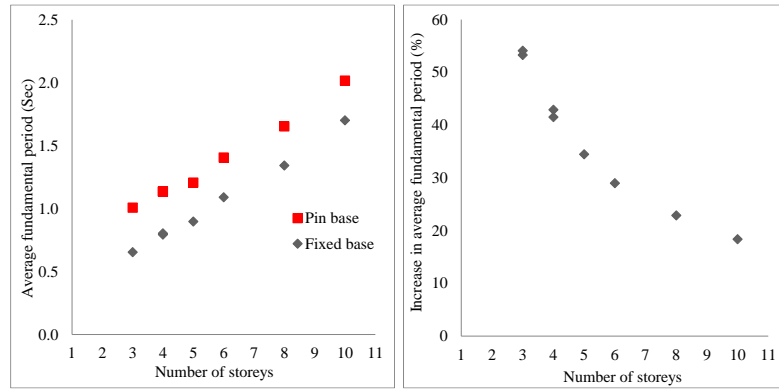 2.5
2.0
1.5
1.0
0.5
0.0
1 2 3 4 5 6 7 8 9 10 11
Number of storeys
Average fundamental period (Sec)
Pin base
Fixed base
60
50
40
30
20
10
0
1 2 3 4 5 6 7 8 9 10 11
Number of storeys
Increase in average fundamental period (%)